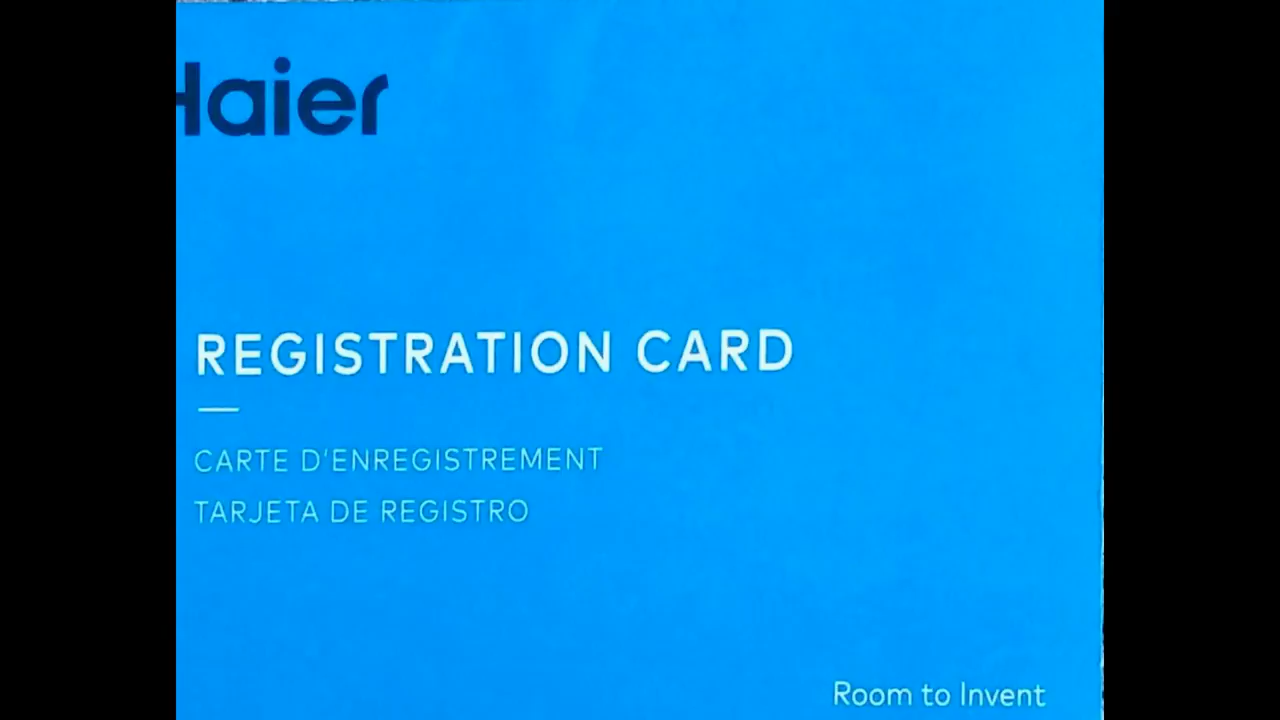 Haier
REGISTRATION CARD
CARTE D'ENREGISTREMENT
TARJETA DE REGISTRO
Room to Invent